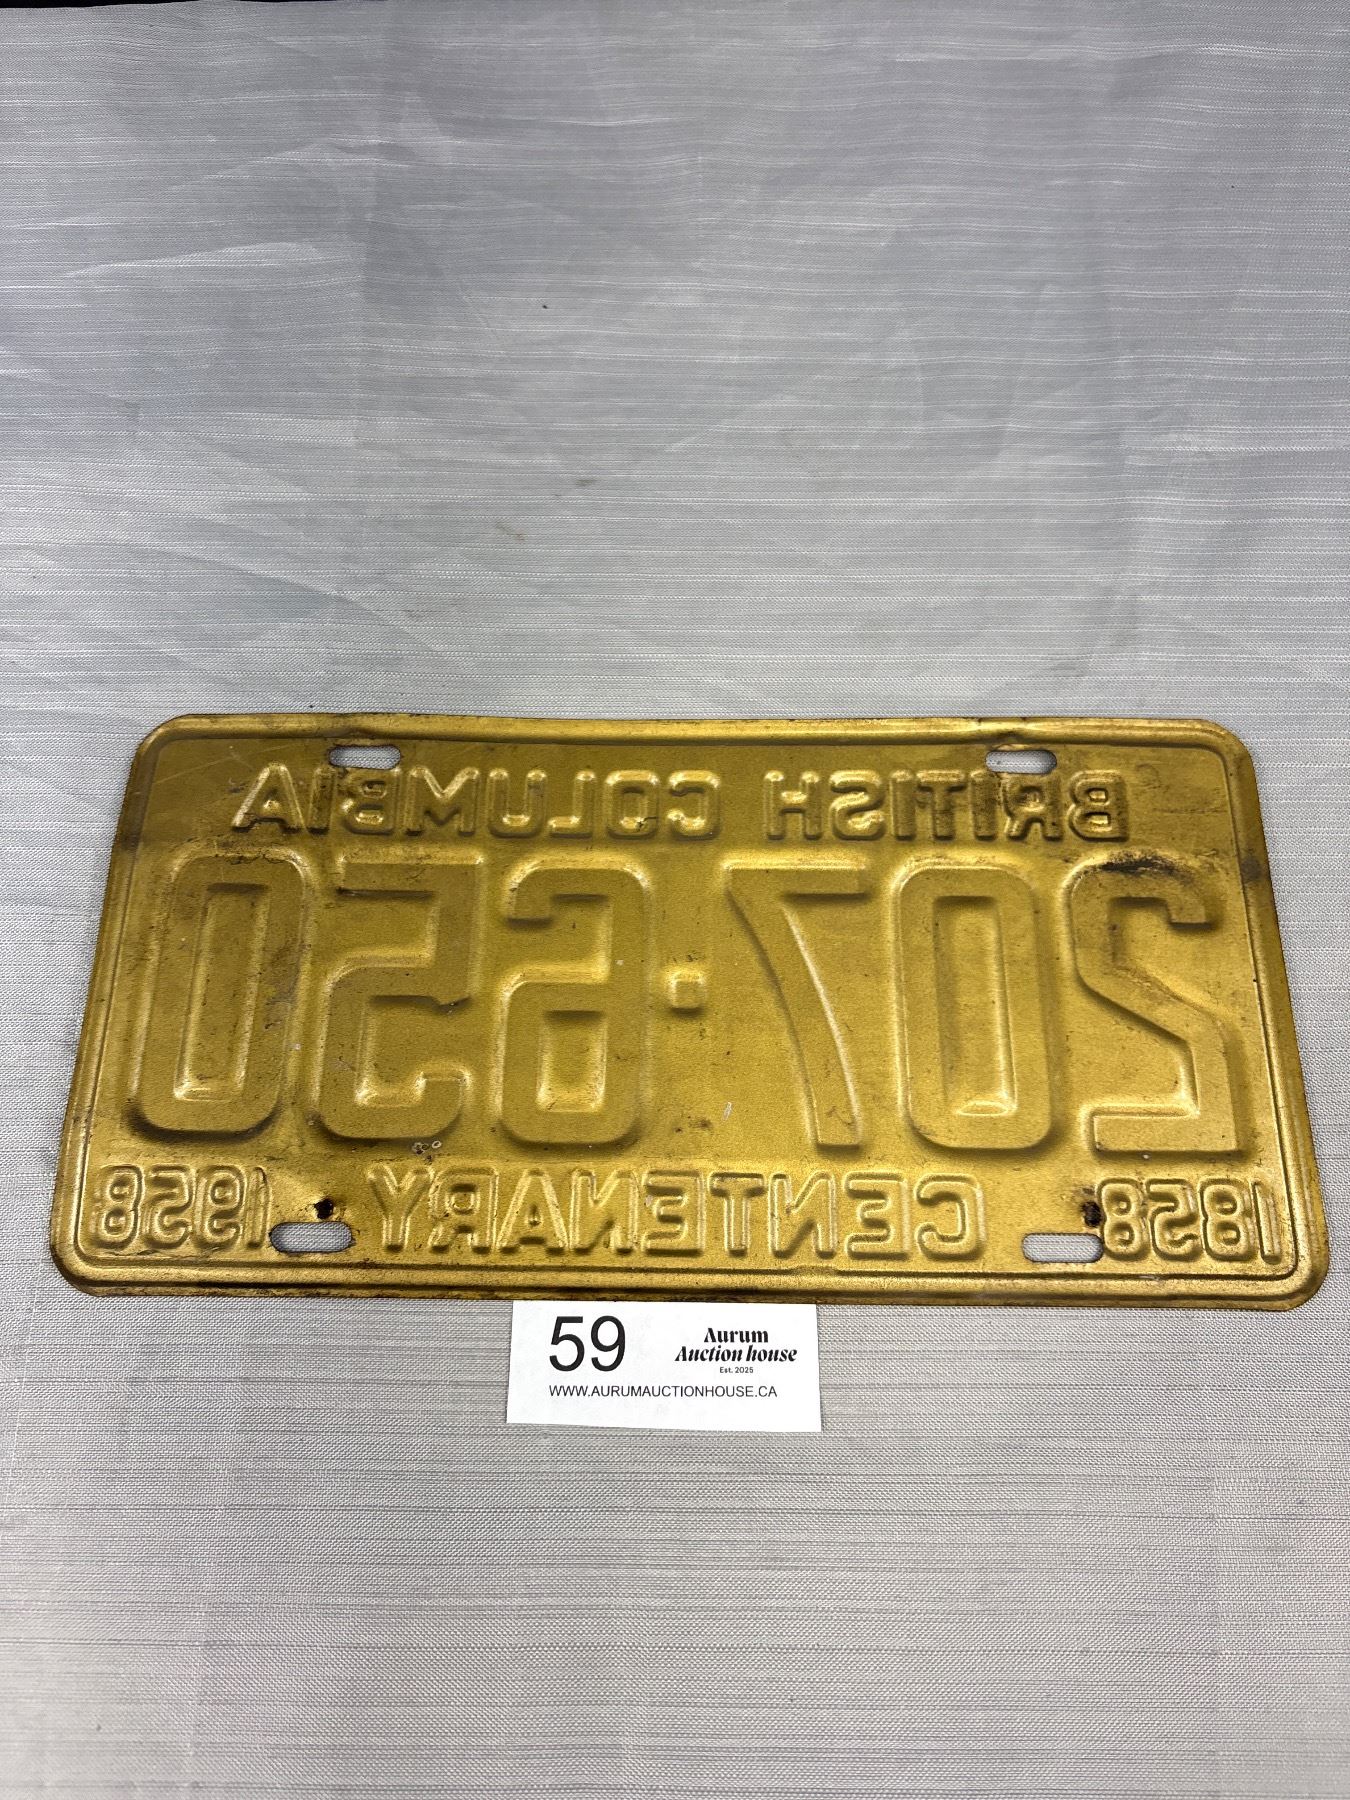 BRITISH COLUMBIA
207·650
1858 CENTENARY 1958
59
Aurum
Auction house
Est. 2025
WWW.AURUMAUCTIONHOUSE.CA